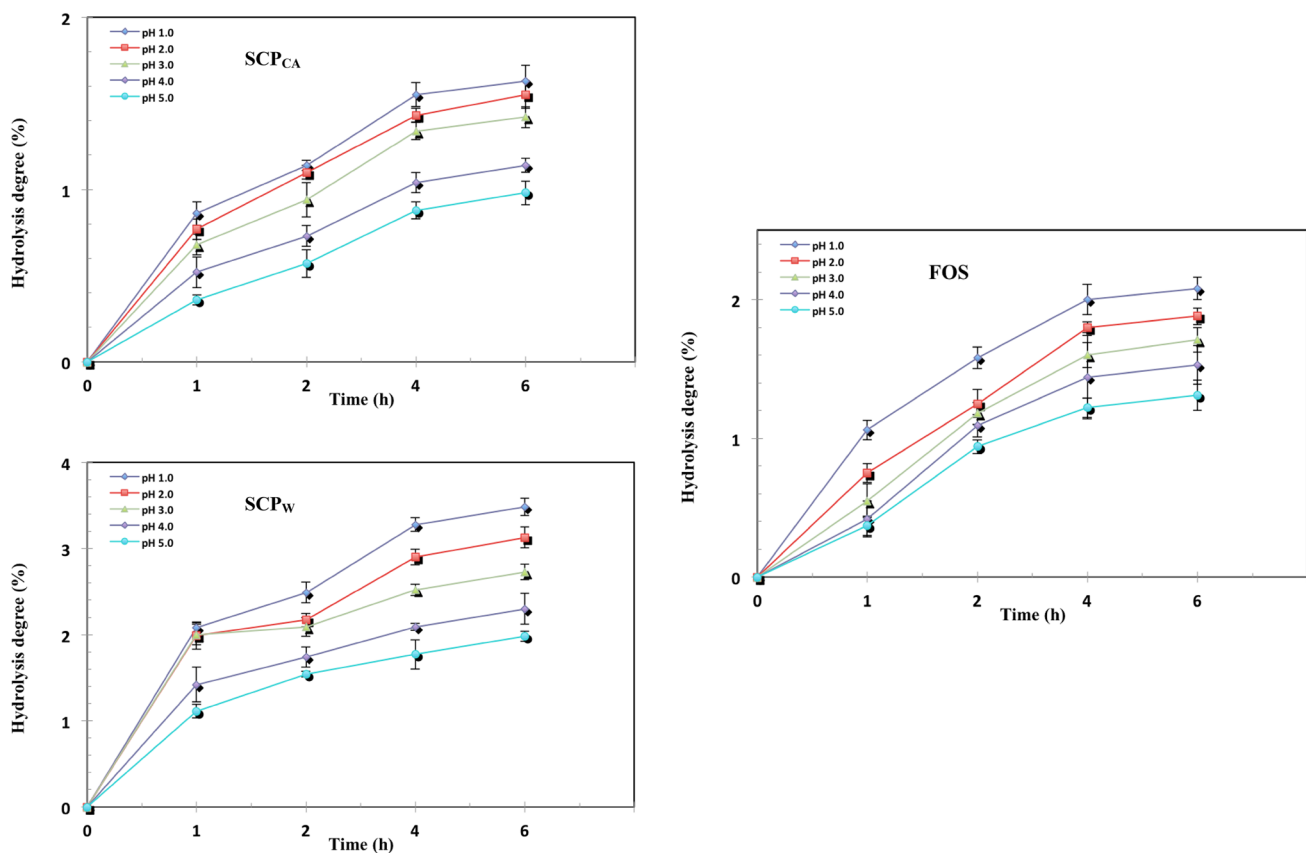 2
pH 1.0
pH 2.0
pH 3.0
pH 4.0
pH 5.0
SCPCA
Hydrolysis degree (%)
1
0
0 1 2 4 6
Time (h)
4
pH 1.0
pH 2.0
pH 3.0
pH 4.0
pH 5.0
SCPW
Hydrolysis degree (%)
3
2
1
0
0 1 2 4 6
Time (h)
pH 1.0
pH 2.0
pH 3.0
pH 4.0
pH 5.0
FOS
Hydrolysis degree (%)
2
1
0
0 1 2 4 6
Time (h)